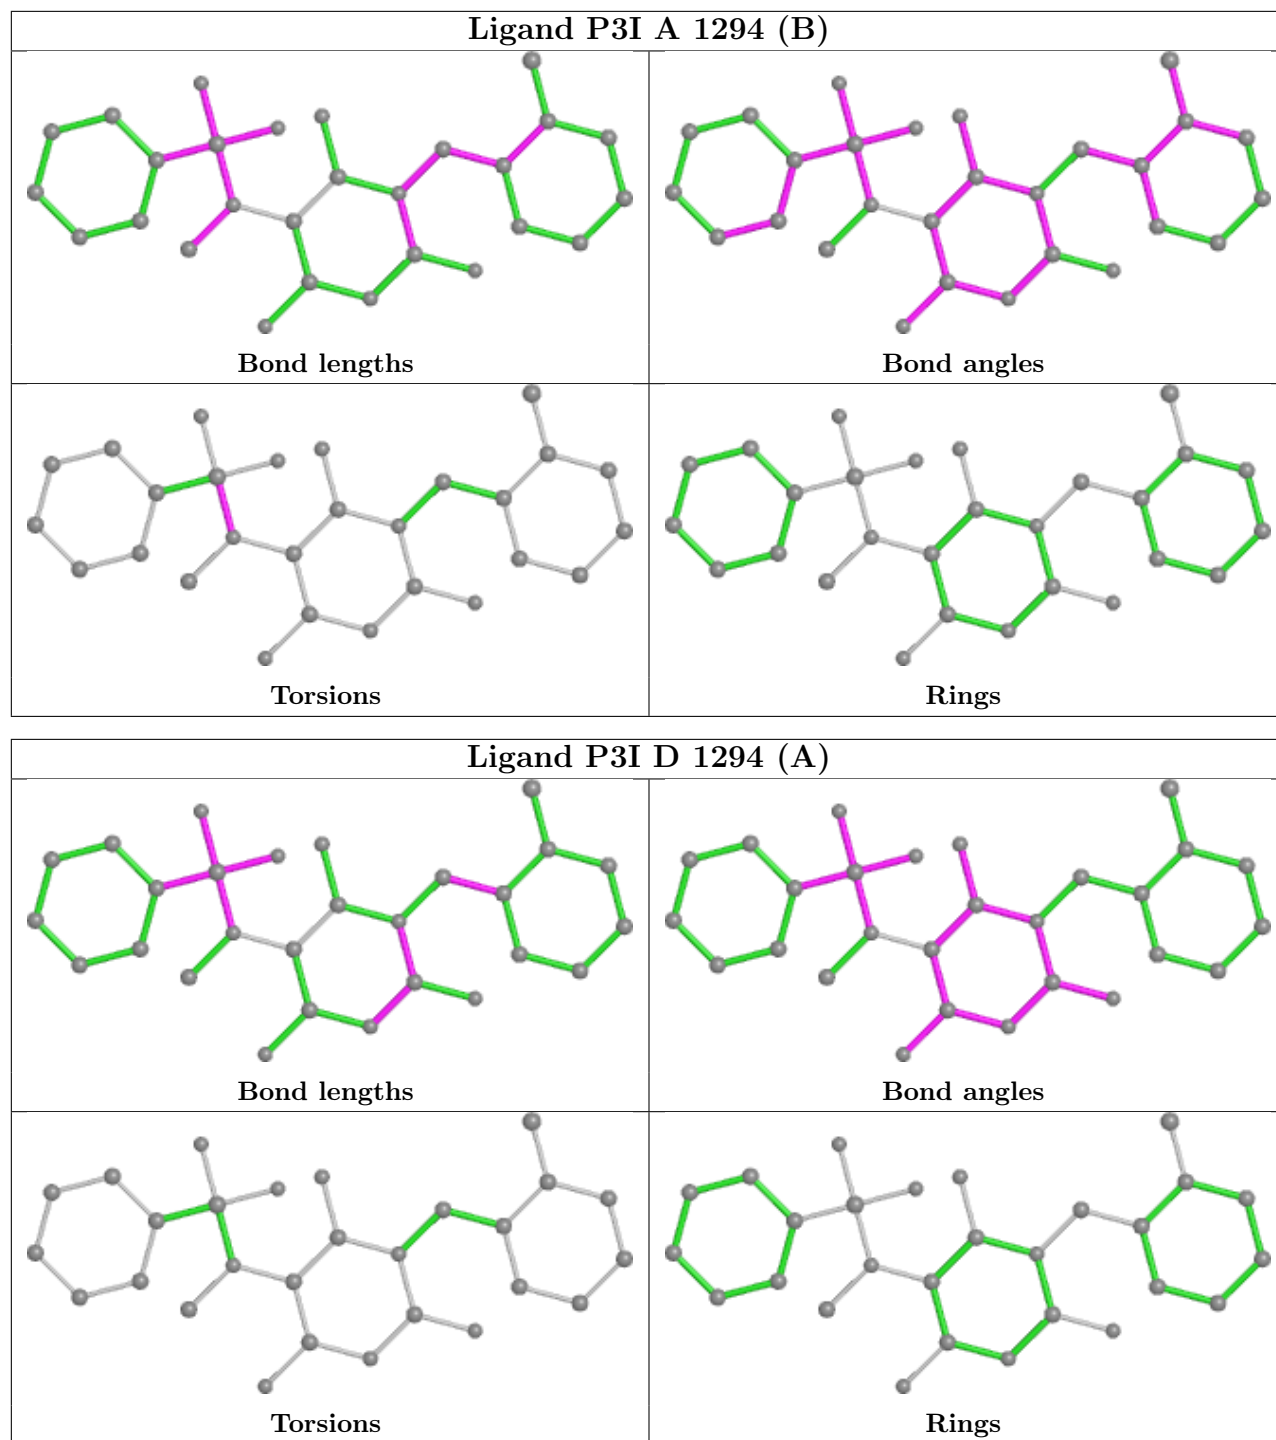 Ligand P3I A 1294 (B)
Bond lengths
Bond angles
Torsions
Rings
Ligand P3I D 1294 (A)
Bond lengths
Bond angles
Torsions
Rings